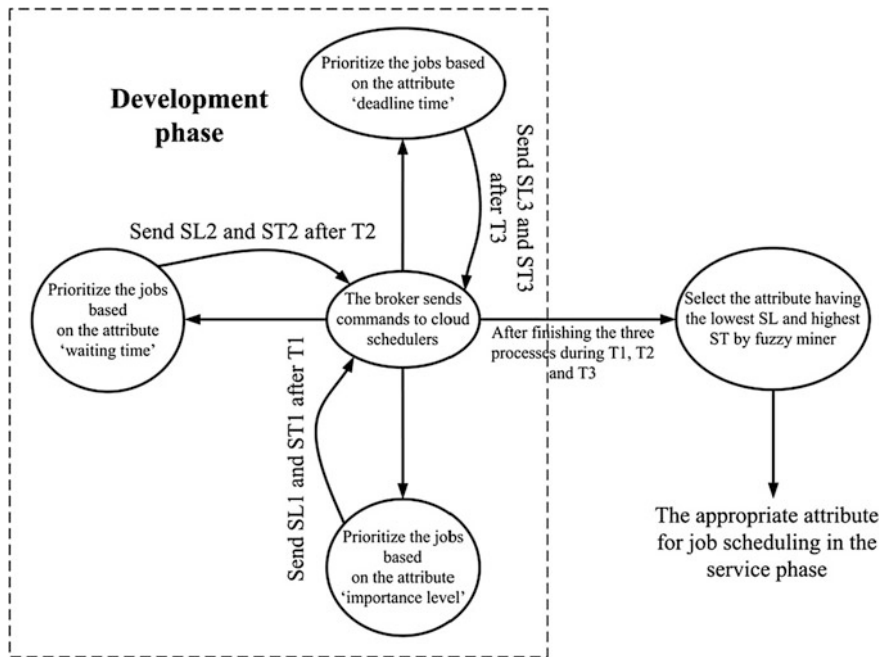 Prioritize the jobs based
on the attribute
‘deadline time’
Development
phase
Send SL3 and ST3
after T3
Send SL2 and ST2 after T2
Prioritize the jobs
based
on the attribute
‘waiting time’
The broker sends
commands to cloud
schedulers
After finishing the three
processes during T1, T2
and T3
Select the attribute having
the lowest SL and highest
ST by fuzzy miner
Send SL1 and ST1 after T1
Prioritize the jobs
based
on the attribute
‘importance level’
The appropriate attribute
for job scheduling in the
service phase